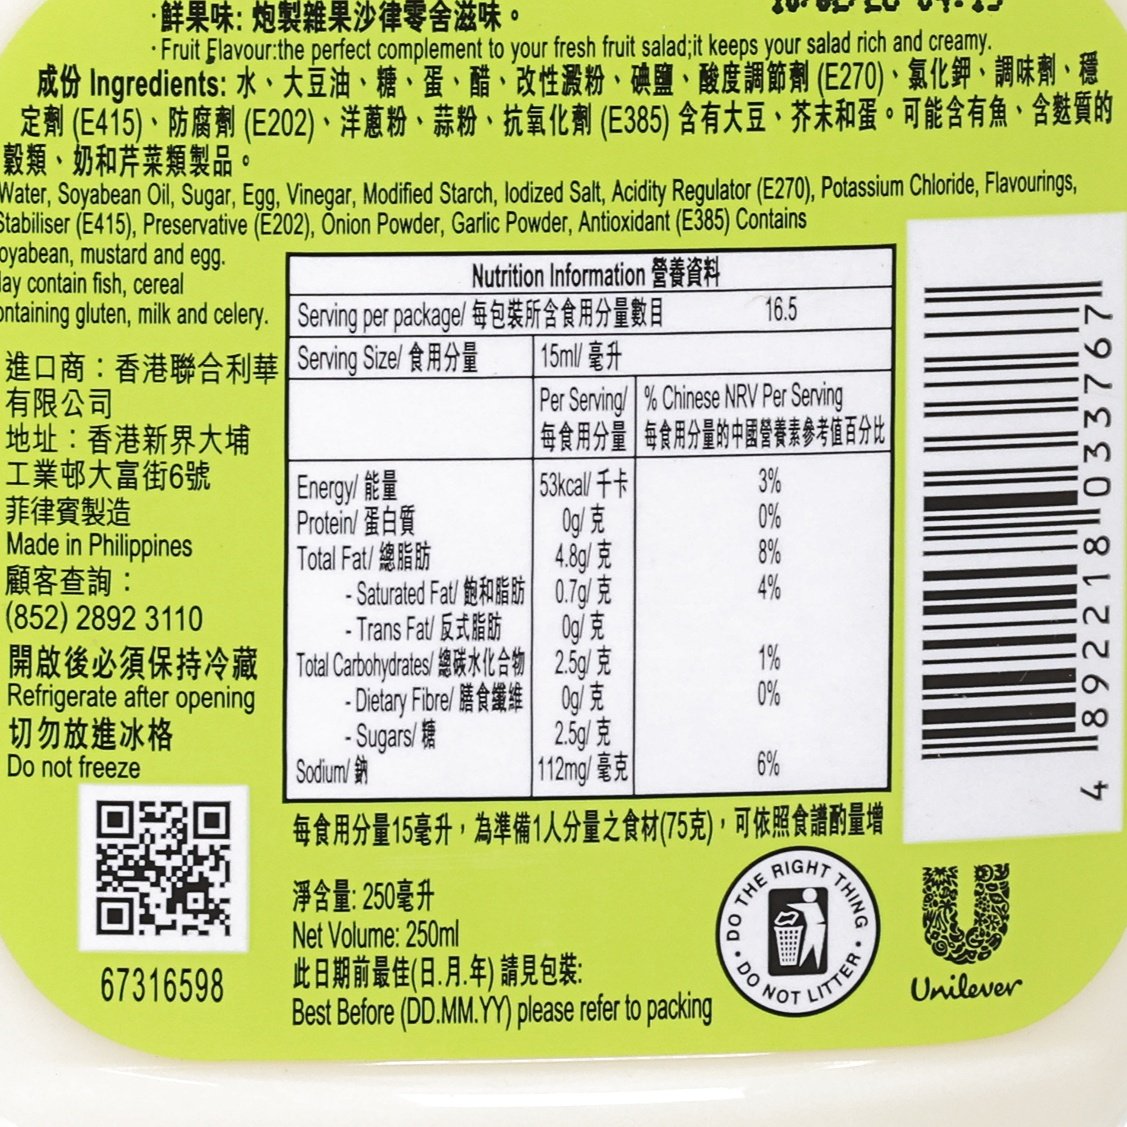 ·鮮果味: 炮製雜果沙律零舍滋味。
·Fruit Flavour:the perfect complement to your fresh fruit salad;it keeps your salad rich and creamy.
成份 Ingredients: 水、大豆油、糖、蛋、醋、改性澱粉、碘鹽、酸度調節劑 (E270)、氯化鉀、調味劑、穩
定劑 (E415)、防腐劑 (E202)、洋蔥粉、蒜粉、抗氧化劑 (E385) 含有大豆、芥末和蛋。可能含有魚、含麩質的
穀類、奶和芹菜類製品。
Water, Soyabean Oil, Sugar, Egg, Vinegar, Modified Starch, Iodized Salt, Acidity Regulator (E270), Potassium Chloride, Flavourings,
Stabiliser (E415), Preservative (E202), Onion Powder, Garlic Powder, Antioxidant (E385) Contains
oyabean, mustard and egg.
ay contain fish, cereal
ontaining gluten, milk and celery.
進口商：香港聯合利華
有限公司
地址：香港新界大埔
工業邨大富街6號
菲律賓製造
Made in Philippines
顧客查詢：
(852) 2892 3110
開啟後必須保持冷藏
Refrigerate after opening
切勿放進冰格
Do not freeze
67316598
Nutrition Information 營養資料
Serving per package/ 每包裝所含食用分量數目 16.5
Serving Size/ 食用分量 15ml/ 毫升
Per Serving/ % Chinese NRV Per Serving
每食用分量 每食用分量的中國營養素參考值百分比
Energy/ 能量 53kcal/ 千卡 3%
Protein/ 蛋白質 0g/ 克 0%
Total Fat/ 總脂肪 4.8g/ 克 8%
- Saturated Fat/ 飽和脂肪 0.7g/ 克 4%
- Trans Fat/ 反式脂肪 0g/ 克
Total Carbohydrates/ 總碳水化合物 2.5g/ 克 1%
- Dietary Fibre/ 膳食纖維 0g/ 克 0%
- Sugars/ 糖 2.5g/ 克
Sodium/ 鈉 112mg/ 毫克 6%
每食用分量15毫升，為準備1人分量之食材(75克)，可依照食譜酌量增
淨含量: 250毫升
Net Volume: 250ml
此日期前最佳(日.月.年) 請見包裝:
Best Before (DD.MM.YY) please refer to packing
DO THE RIGHT THING
• DO NOT LITTER •
Unilever
4 892218 033767